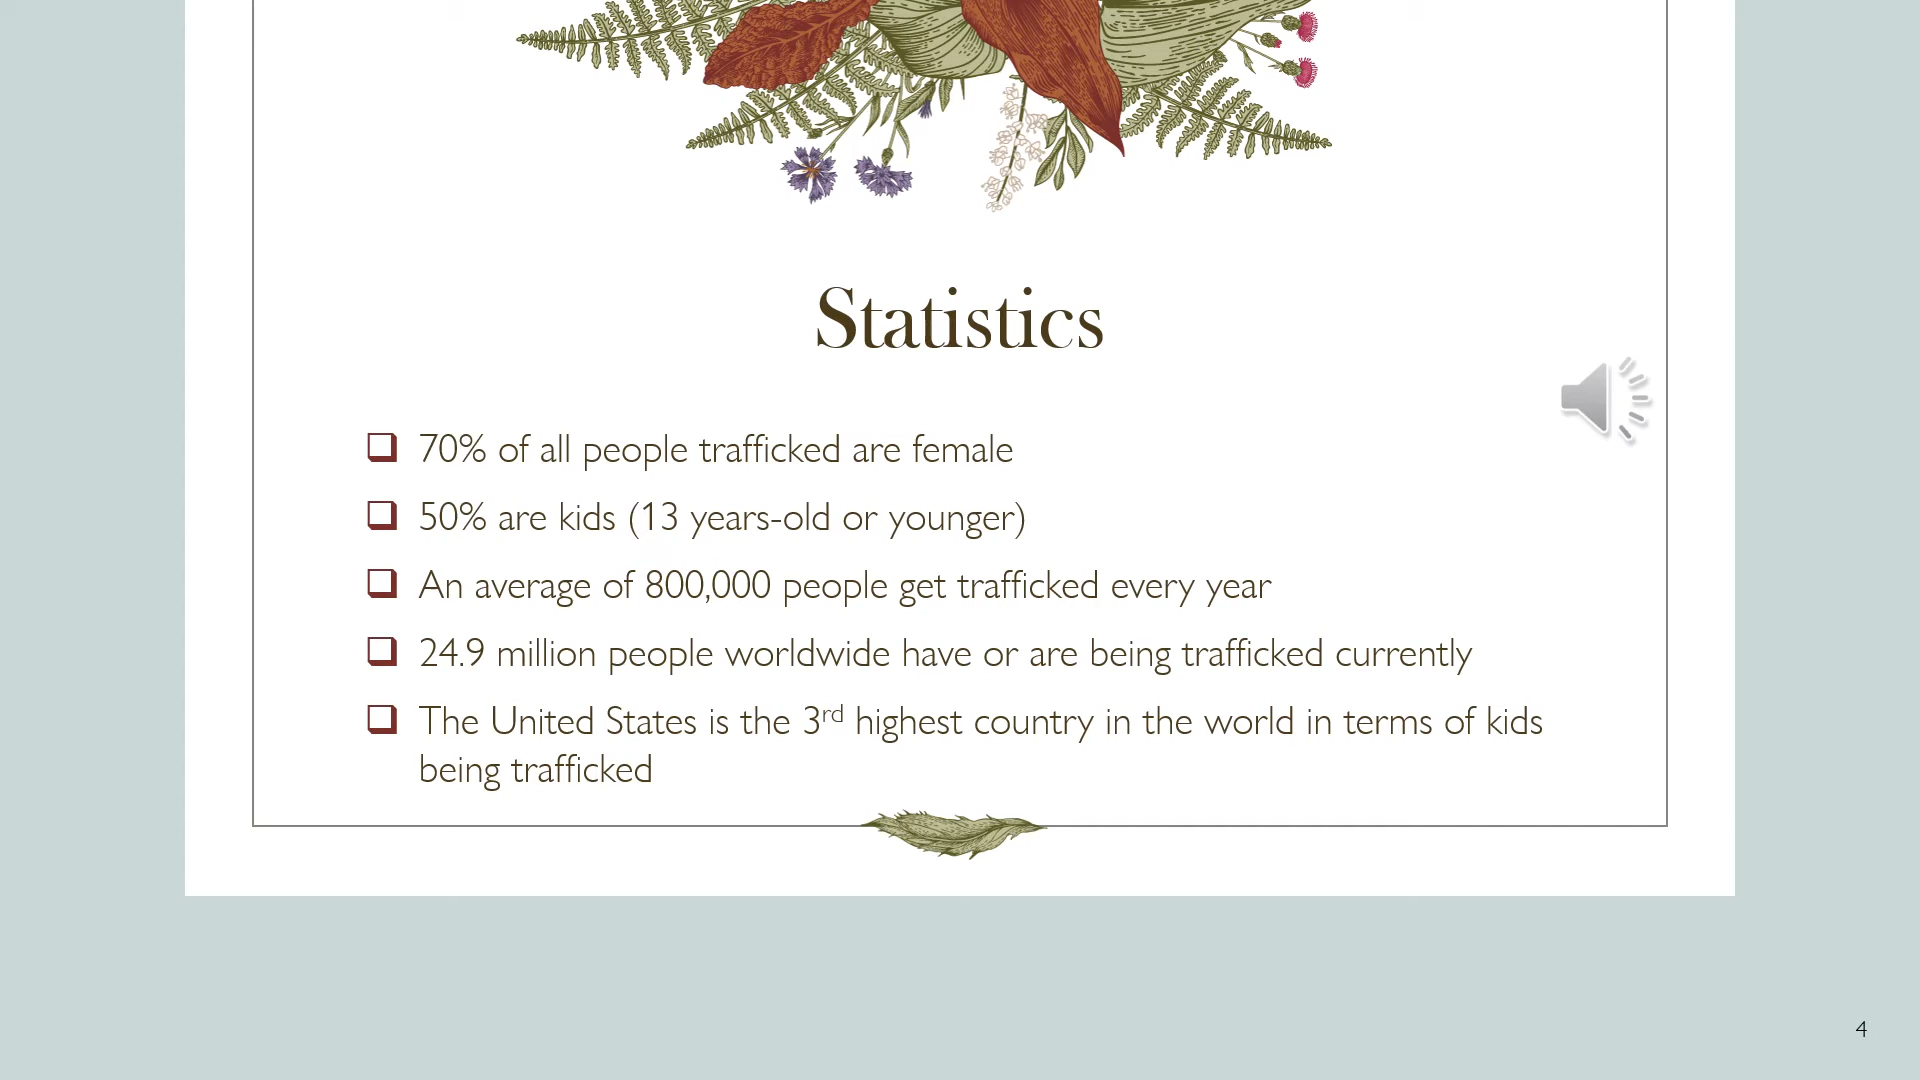 Statistics
70% of all people trafficked are female
50% are kids (13 years-old or younger)
An average of 800,000 people get trafficked every year
24.9 million people worldwide have or are being trafficked currently
The United States is the 3rd highest country in the world in terms of kids
being trafficked
4